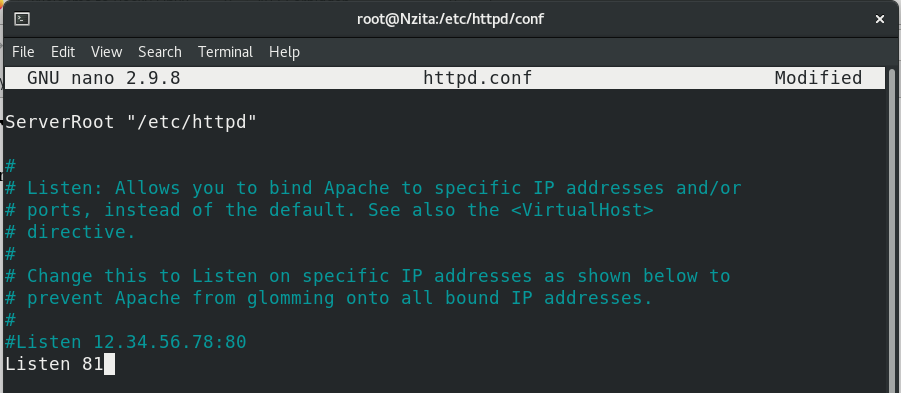 root@Nzita:/etc/httpd/conf
File Edit View Search Terminal Help
GNU nano 2.9.8 httpd.conf Modified
ServerRoot "/etc/httpd"
#
# Listen: Allows you to bind Apache to specific IP addresses and/or
# ports, instead of the default. See also the <VirtualHost>
# directive.
#
# Change this to Listen on specific IP addresses as shown below to
# prevent Apache from glomming onto all bound IP addresses.
#
#Listen 12.34.56.78:80
Listen 81